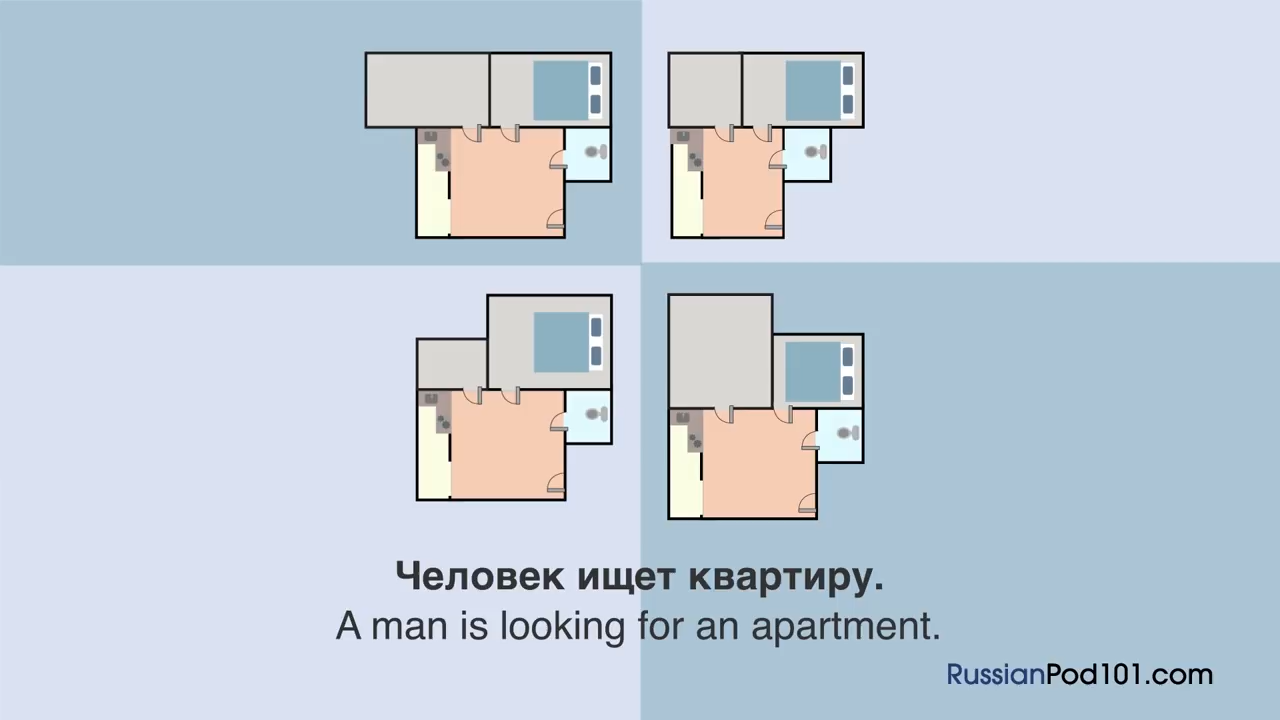 Человек ищет квартиру.
A man is looking for an apartment.
RussianPod101.com